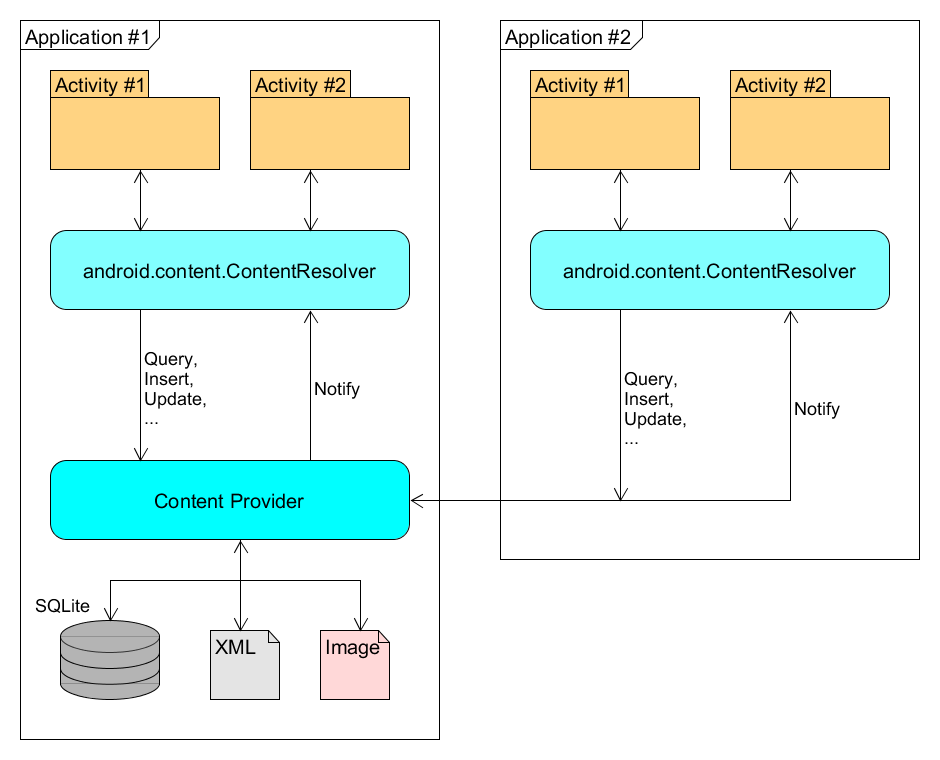 Application #1
Activity #1
Activity #2
android.content.ContentResolver
Query,
Insert,
Update,
...
Notify
Content Provider
SQLite
XML
Image
Application #2
Activity #1
Activity #2
android.content.ContentResolver
Query,
Insert,
Update,
...
Notify